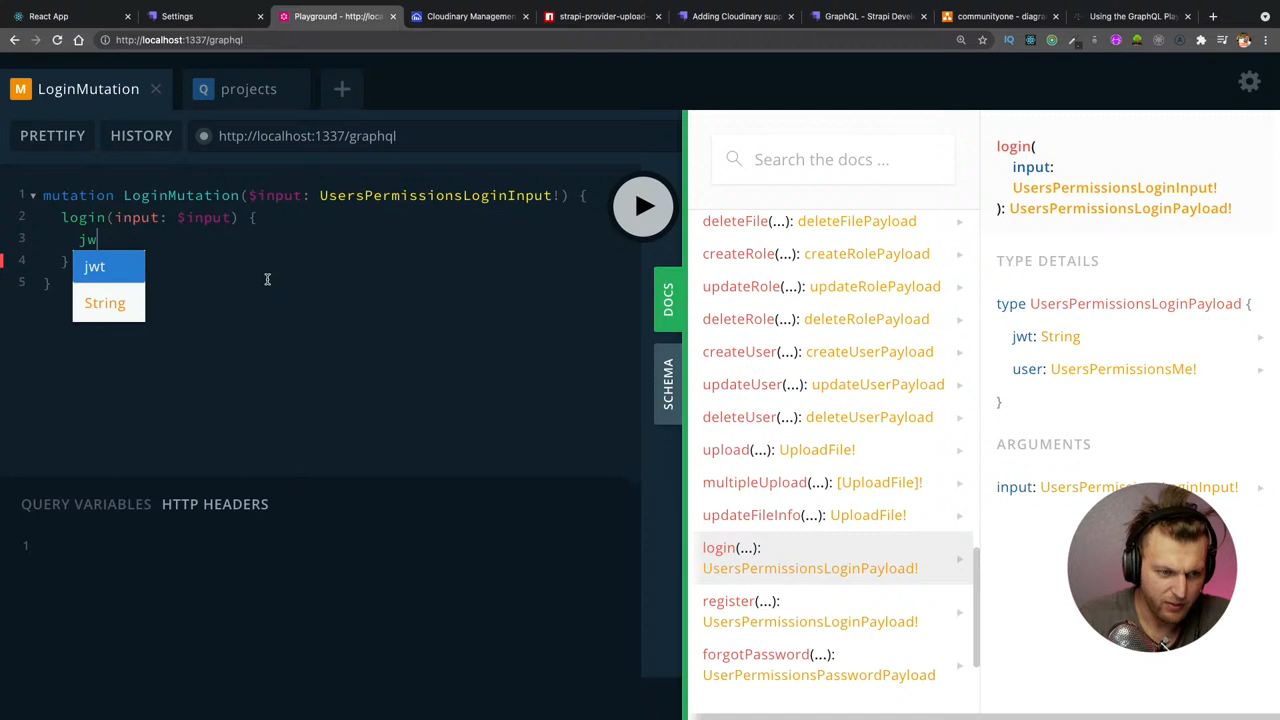 React App
Settings
Playground - http://loca
Cloudinary Managemen
strapi-provider-upload-
Adding Cloudinary supp
GraphQL - Strapi Devel
communityone - diagra
Using the GraphQL Play
http://localhost:1337/graphql
M LoginMutation
Q projects
PRETTIFY
HISTORY
http://localhost:1337/graphql
1 mutation LoginMutation($input: UsersPermissionsLoginInput!) {
2 login(input: $input) {
3 jw
4 }
5 }
jwt
String
QUERY VARIABLES HTTP HEADERS
1
DOCS
SCHEMA
Search the docs ...
deleteFile(...): deleteFilePayload
createRole(...): createRolePayload
updateRole(...): updateRolePayload
deleteRole(...): deleteRolePayload
createUser(...): createUserPayload
updateUser(...): updateUserPayload
deleteUser(...): deleteUserPayload
upload(...): UploadFile!
multipleUpload(...): [UploadFile]!
updateFileInfo(...): UploadFile!
login(...):
UsersPermissionsLoginPayload!
register(...):
UsersPermissionsLoginPayload!
forgotPassword(...):
UserPermissionsPasswordPayload
login(
input:
UsersPermissionsLoginInput!
): UsersPermissionsLoginPayload!
TYPE DETAILS
type UsersPermissionsLoginPayload {
jwt: String
user: UsersPermissionsMe!
}
ARGUMENTS
input: UsersPermissionsLoginInput!